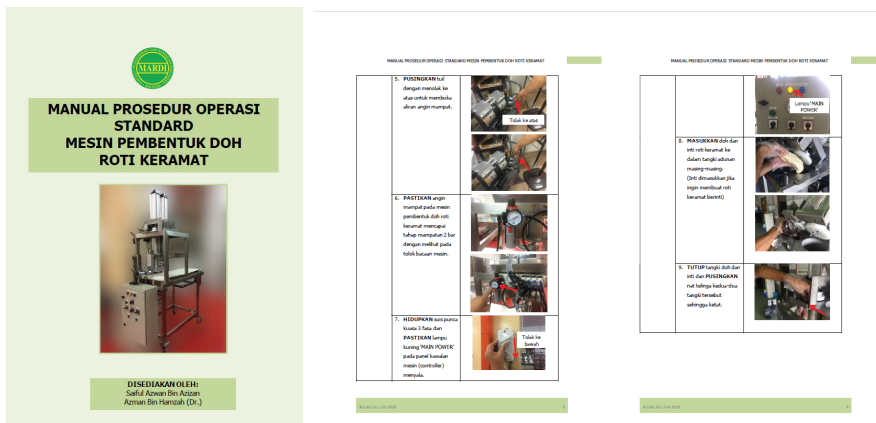 MARDI
MANUAL PROSEDUR OPERASI
STANDARD
MESIN PEMBENTUK DOH
ROTI KERAMAT
DISEDIAKAN OLEH:
Saiful Azwan Bin Azizan
Azman Bin Hamzah (Dr.)
MANUAL PROSEDUR OPERASI STANDARD MESIN PEMBENTUK DOH ROTI KERAMAT
5. PUSINGKAN tuil
dengan menolak ke
atas untuk membuka
aliran angin mampat.
Tolak ke atas
6. PASTIKAN angin
mampat pada mesin
pembentuk doh roti
keramat mencapai
tahap mampatan 2 bar
dengan melihat pada
tolok bacaan mesin.
7. HIDUPKAN suis punca
kuasa 3 fasa dan
PASTIKAN lampu
kuning 'MAIN POWER'
pada panel kawalan
mesin (controller)
menyala.
Tolak ke
bawah
MANUAL PROSEDUR OPERASI STANDARD MESIN PEMBENTUK DOH ROTI KERAMAT
Lampu 'MAIN
POWER'
8. MASUKKAN doh dan
inti roti keramat ke
dalam tangki adunan
masing-masing.
(Inti dimasukkan jika
ingin membuat roti
keramat berinti)
9. TUTUP tangki doh dan
inti dan PUSINGKAN
nat telinga kedua-dua
tangki tersebut
sehingga ketat.